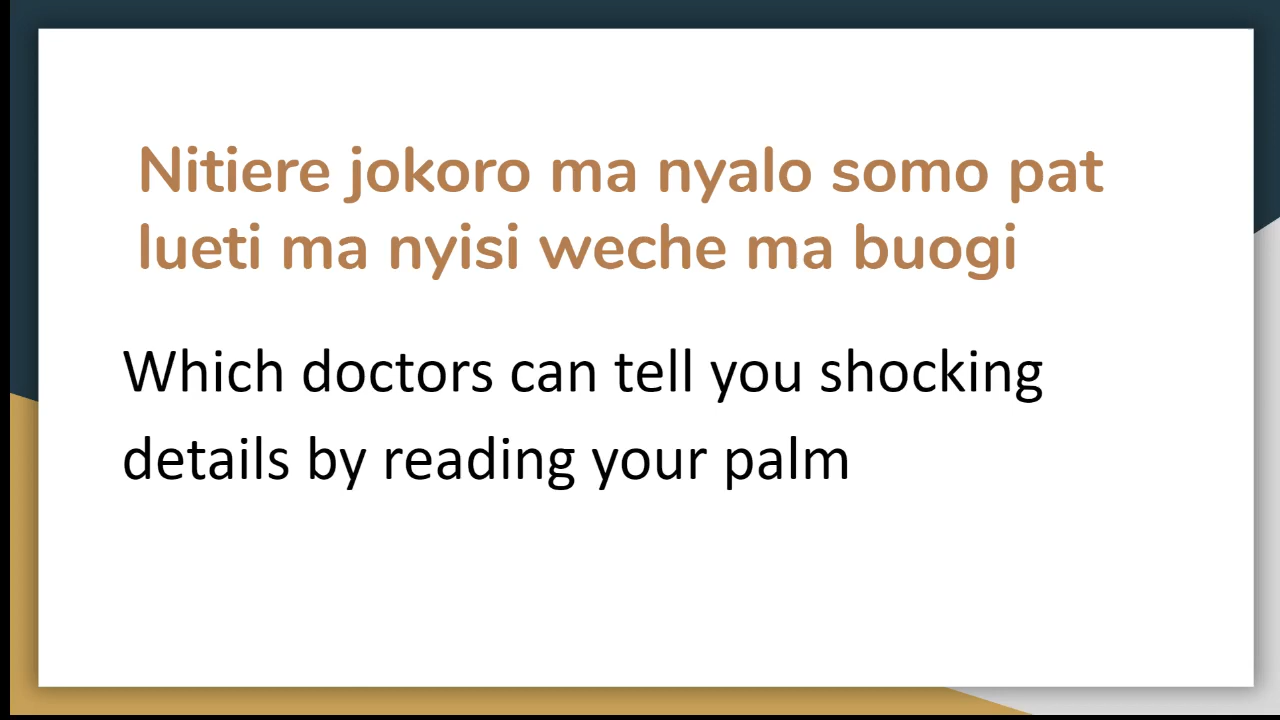 Nitiere jokoro ma nyalo somo pat
lueti ma nyisi weche ma buogi
Which doctors can tell you shocking
details by reading your palm